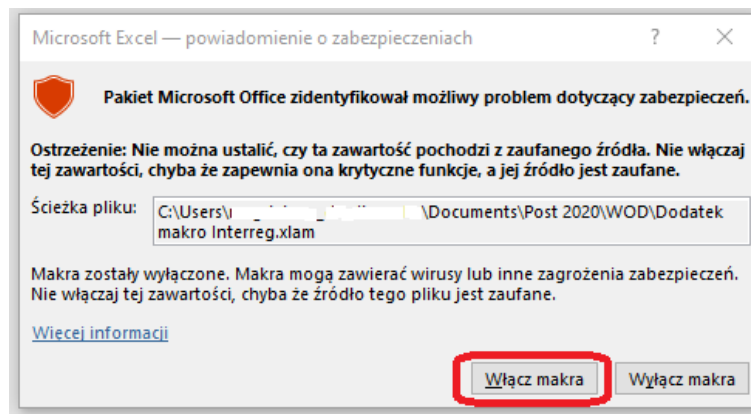 Microsoft Excel — powiadomienie o zabezpieczeniach ?
Pakiet Microsoft Office zidentyfikował możliwy problem dotyczący zabezpieczeń.
Ostrzeżenie: Nie można ustalić, czy ta zawartość pochodzi z zaufanego źródła. Nie włączaj
tej zawartości, chyba że zapewnia ona krytyczne funkcje, a jej źródło jest zaufane.
Ścieżka pliku: C:\Users\ \Documents\Post 2020\WOD\Dodatek
makro Interreg.xlam
Makra zostały wyłączone. Makra mogą zawierać wirusy lub inne zagrożenia zabezpieczeń.
Nie włączaj tej zawartości, chyba że źródło tego pliku jest zaufane.
Więcej informacji
Włącz makra Wyłącz makra